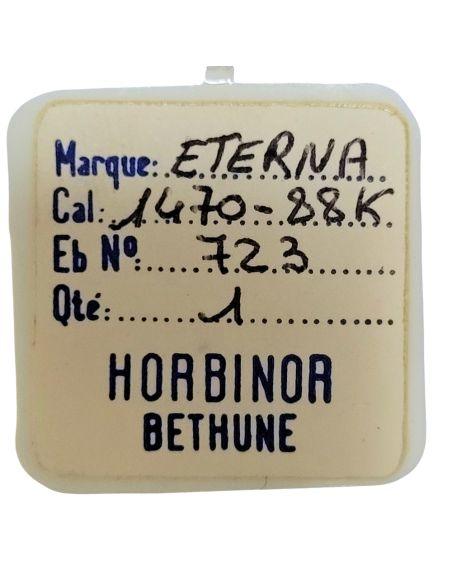 Marque: ETERNA
Cal: 1470-88K
Eb Nº: 723
Qté: 1
HORBINOR
BETHUNE